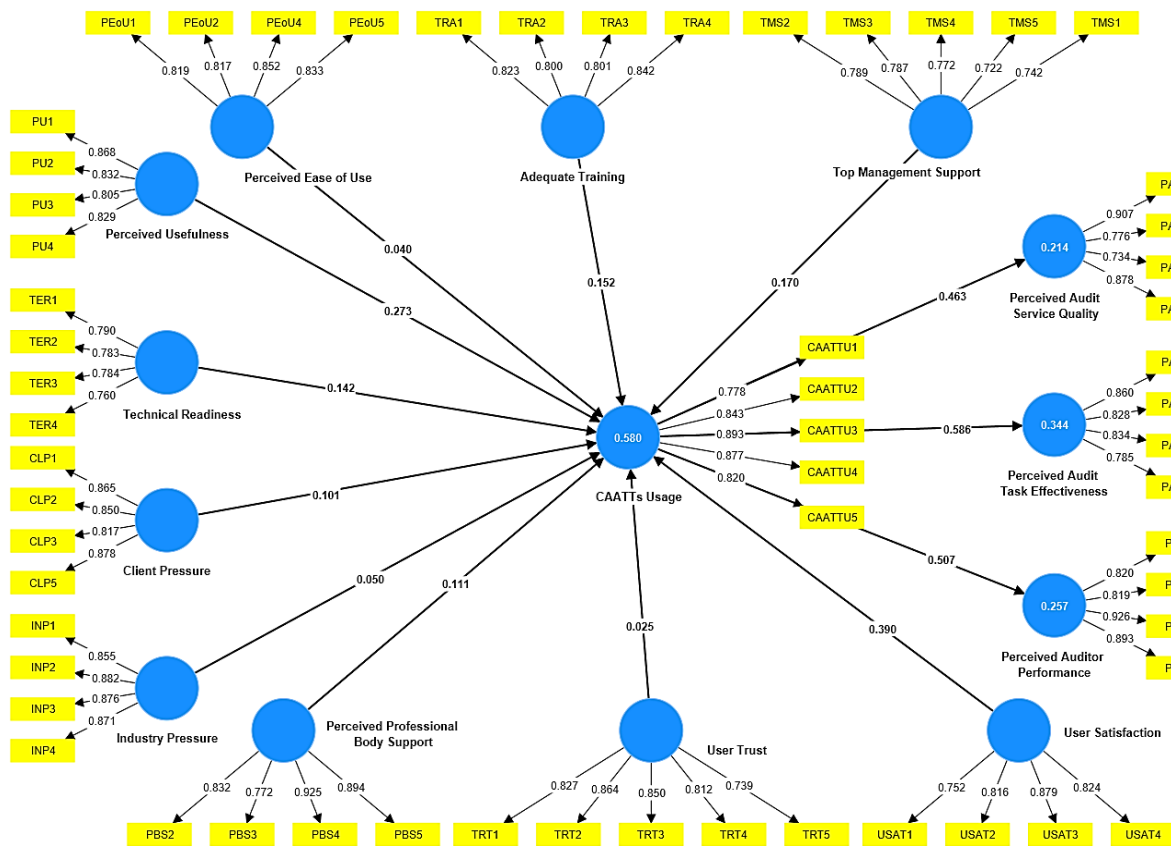 PEoU1 PEoU2 PEoU4 PEoU5 TRA1 TRA2 TRA3 TRA4 TMS2 TMS3 TMS4 TMS5 TMS1
0.819 0.817 0.852 0.833 0.823 0.800 0.801 0.842 0.789 0.787 0.772 0.722 0.742
PU1
PU2
PU3
PU4
0.868
0.832
0.805
0.829
Perceived Usefulness
Perceived Ease of Use
Adequate Training
Top Management Support
0.040
0.152
0.170
0.273
TER1
TER2
TER3
TER4
0.790
0.783
0.784
0.760
Technical Readiness
0.142
CLP1
CLP2
CLP3
CLP5
0.865
0.850
0.817
0.878
Client Pressure
0.101
INP1
INP2
INP3
INP4
0.855
0.882
0.876
0.871
Industry Pressure
0.050
0.111
0.025
0.390
0.580
CAATTs Usage
0.778
0.843
0.893
0.877
0.820
CAATTU1
CAATTU2
CAATTU3
CAATTU4
CAATTU5
0.463
0.586
0.507
0.214
Perceived Audit
Service Quality
0.907
0.776
0.734
0.878
PA
PA
PA
PA
0.344
Perceived Audit
Task Effectiveness
0.860
0.828
0.834
0.785
PA
PA
PA
PA
0.257
Perceived Auditor
Performance
0.820
0.819
0.926
0.893
P
P
P
P
Perceived Professional
Body Support
0.832 0.772 0.925 0.894
PBS2 PBS3 PBS4 PBS5
User Trust
0.827 0.864 0.850 0.812 0.739
TRT1 TRT2 TRT3 TRT4 TRT5
User Satisfaction
0.752 0.816 0.879 0.824
USAT1 USAT2 USAT3 USAT4